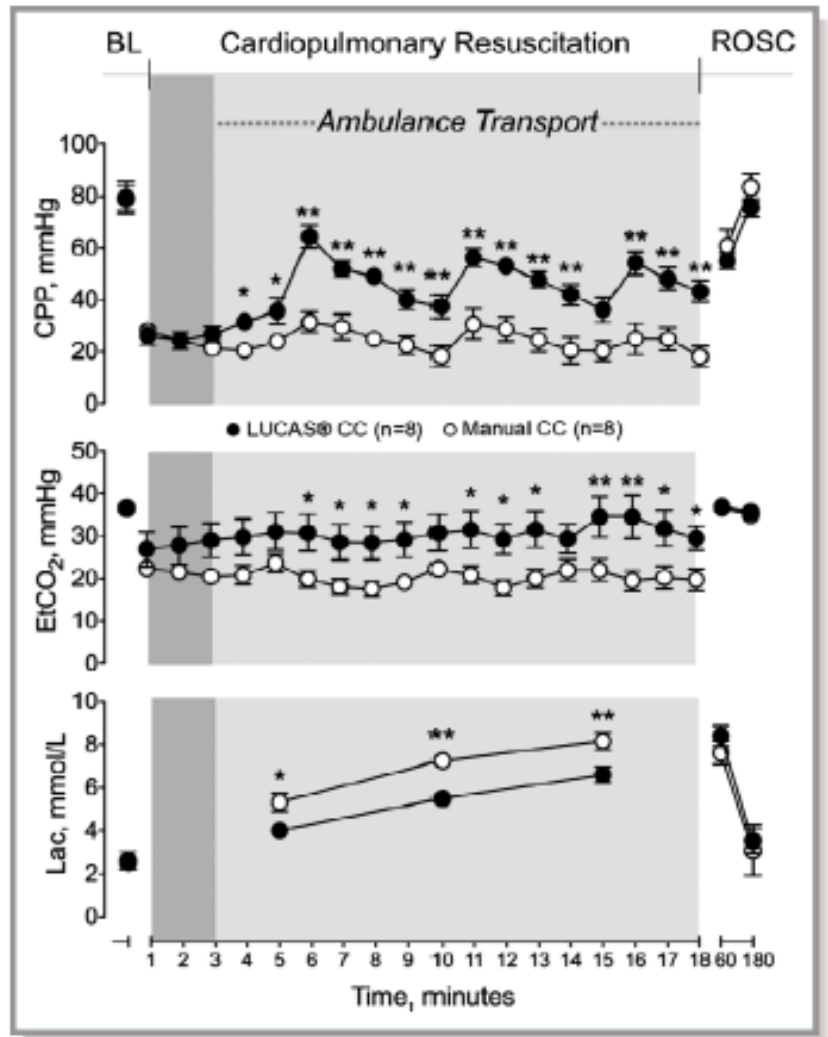 BL Cardiopulmonary Resuscitation ROSC
Ambulance Transport
CPP, mmHg
100
80
60
40
20
0
** ** ** ** ** ** ** ** ** ** ** **
* *
● LUCAS® CC (n=8) ○ Manual CC (n=8)
EtCO₂, mmHg
50
40
30
20
10
0
* * * * * * * ** ** * *
Lac, mmol/L
10
8
6
4
2
0
* ** **
1 2 3 4 5 6 7 8 9 10 11 12 13 14 15 16 17 18 60 180
Time, minutes